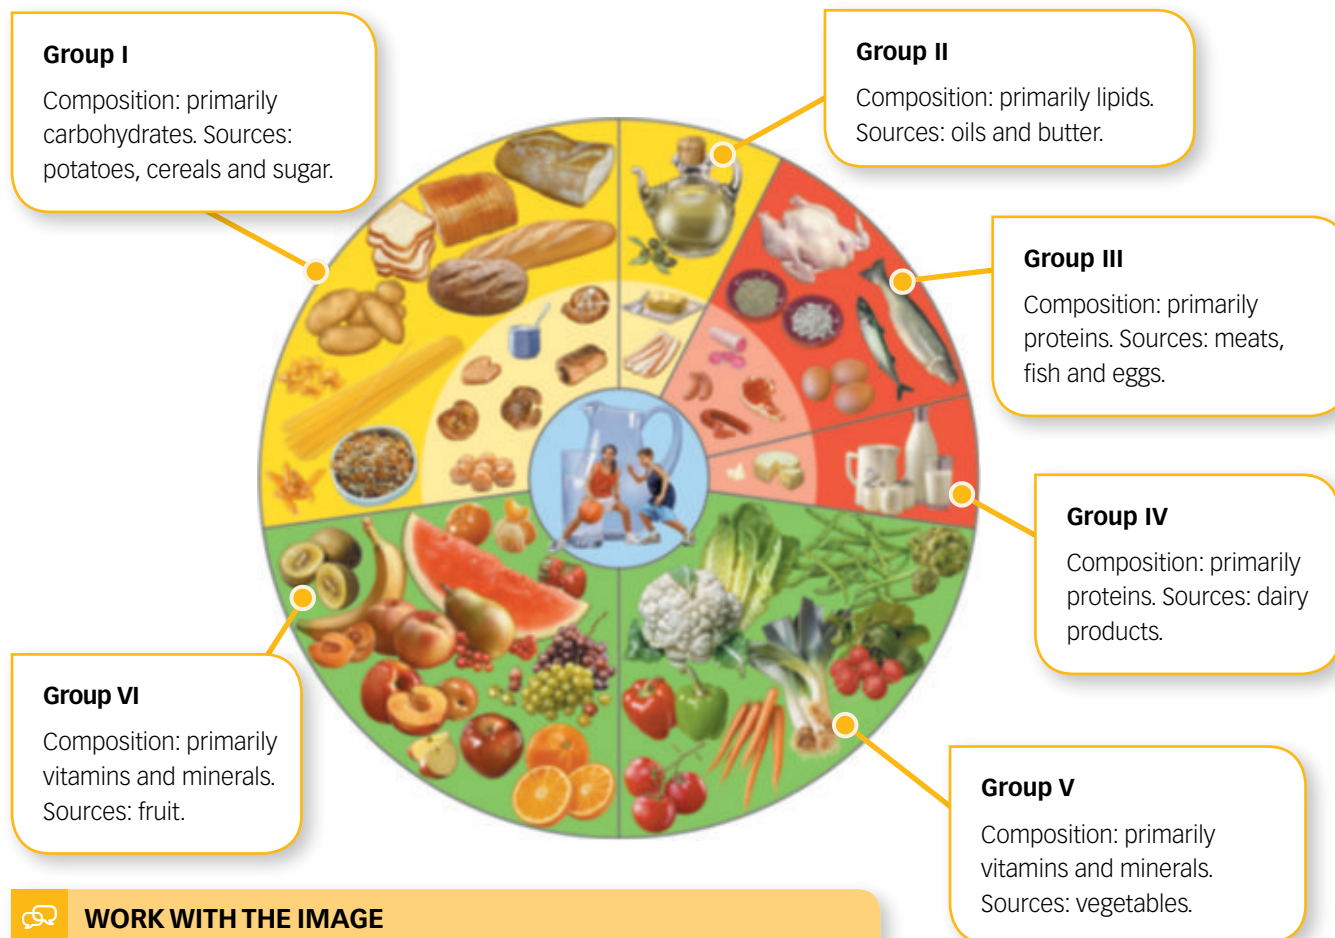 Group I
Composition: primarily
carbohydrates. Sources:
potatoes, cereals and sugar.
Group II
Composition: primarily lipids.
Sources: oils and butter.
Group III
Composition: primarily
proteins. Sources: meats,
fish and eggs.
Group IV
Composition: primarily
proteins. Sources: dairy
products.
Group V
Composition: primarily
vitamins and minerals.
Sources: vegetables.
Group VI
Composition: primarily
vitamins and minerals.
Sources: fruit.
WORK WITH THE IMAGE